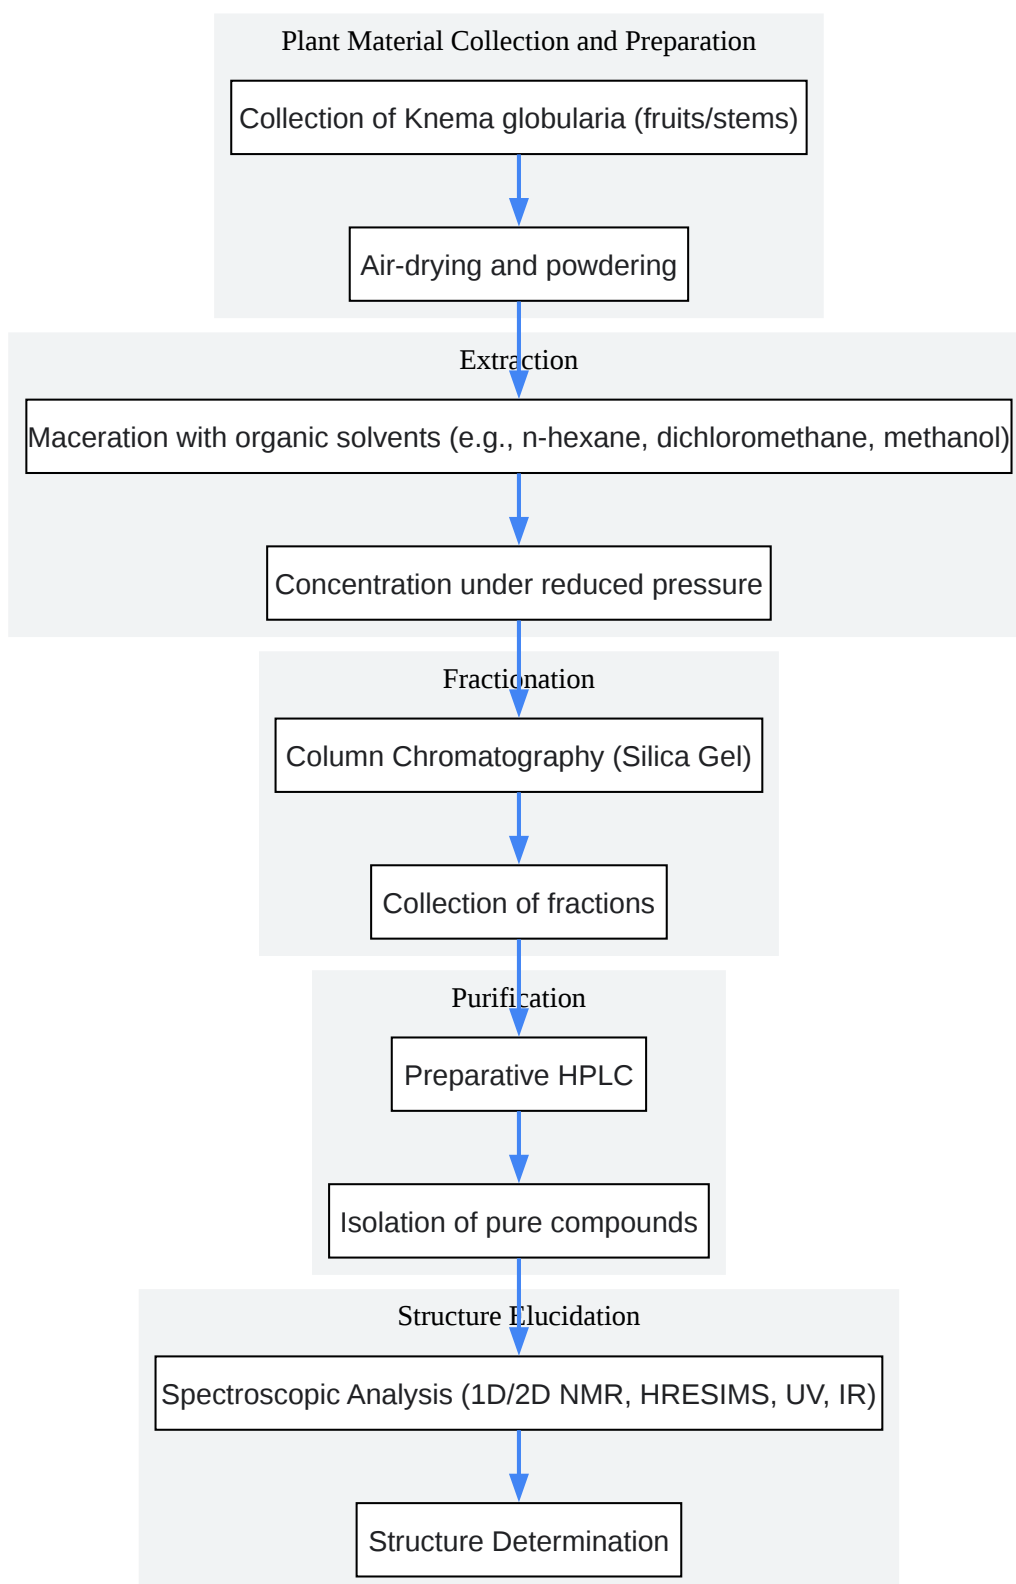 Plant Material Collection and Preparation
Collection of Knema globularia (fruits/stems)
Air-drying and powdering
Extraction
Maceration with organic solvents (e.g., n-hexane, dichloromethane, methanol)
Concentration under reduced pressure
Fractionation
Column Chromatography (Silica Gel)
Collection of fractions
Purification
Preparative HPLC
Isolation of pure compounds
Structure Elucidation
Spectroscopic Analysis (1D/2D NMR, HRESIMS, UV, IR)
Structure Determination